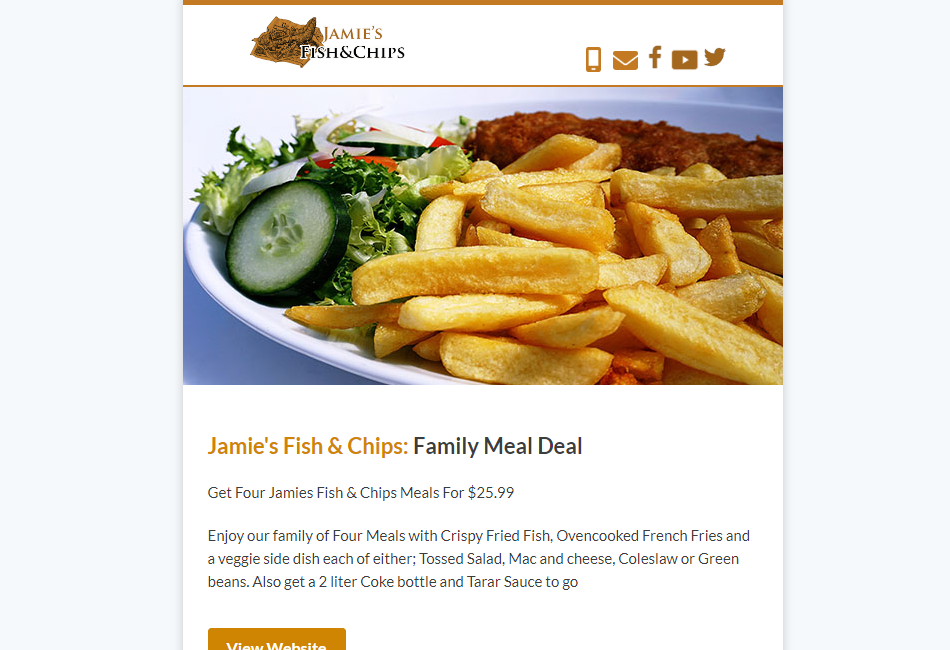 JAMIE'S
FISH&CHIPS
Jamie's Fish & Chips: Family Meal Deal
Get Four Jamies Fish & Chips Meals For $25.99
Enjoy our family of Four Meals with Crispy Fried Fish, Ovencooked French Fries and
a veggie side dish each of either; Tossed Salad, Mac and cheese, Coleslaw or Green
beans. Also get a 2 liter Coke bottle and Tarar Sauce to go
View Website